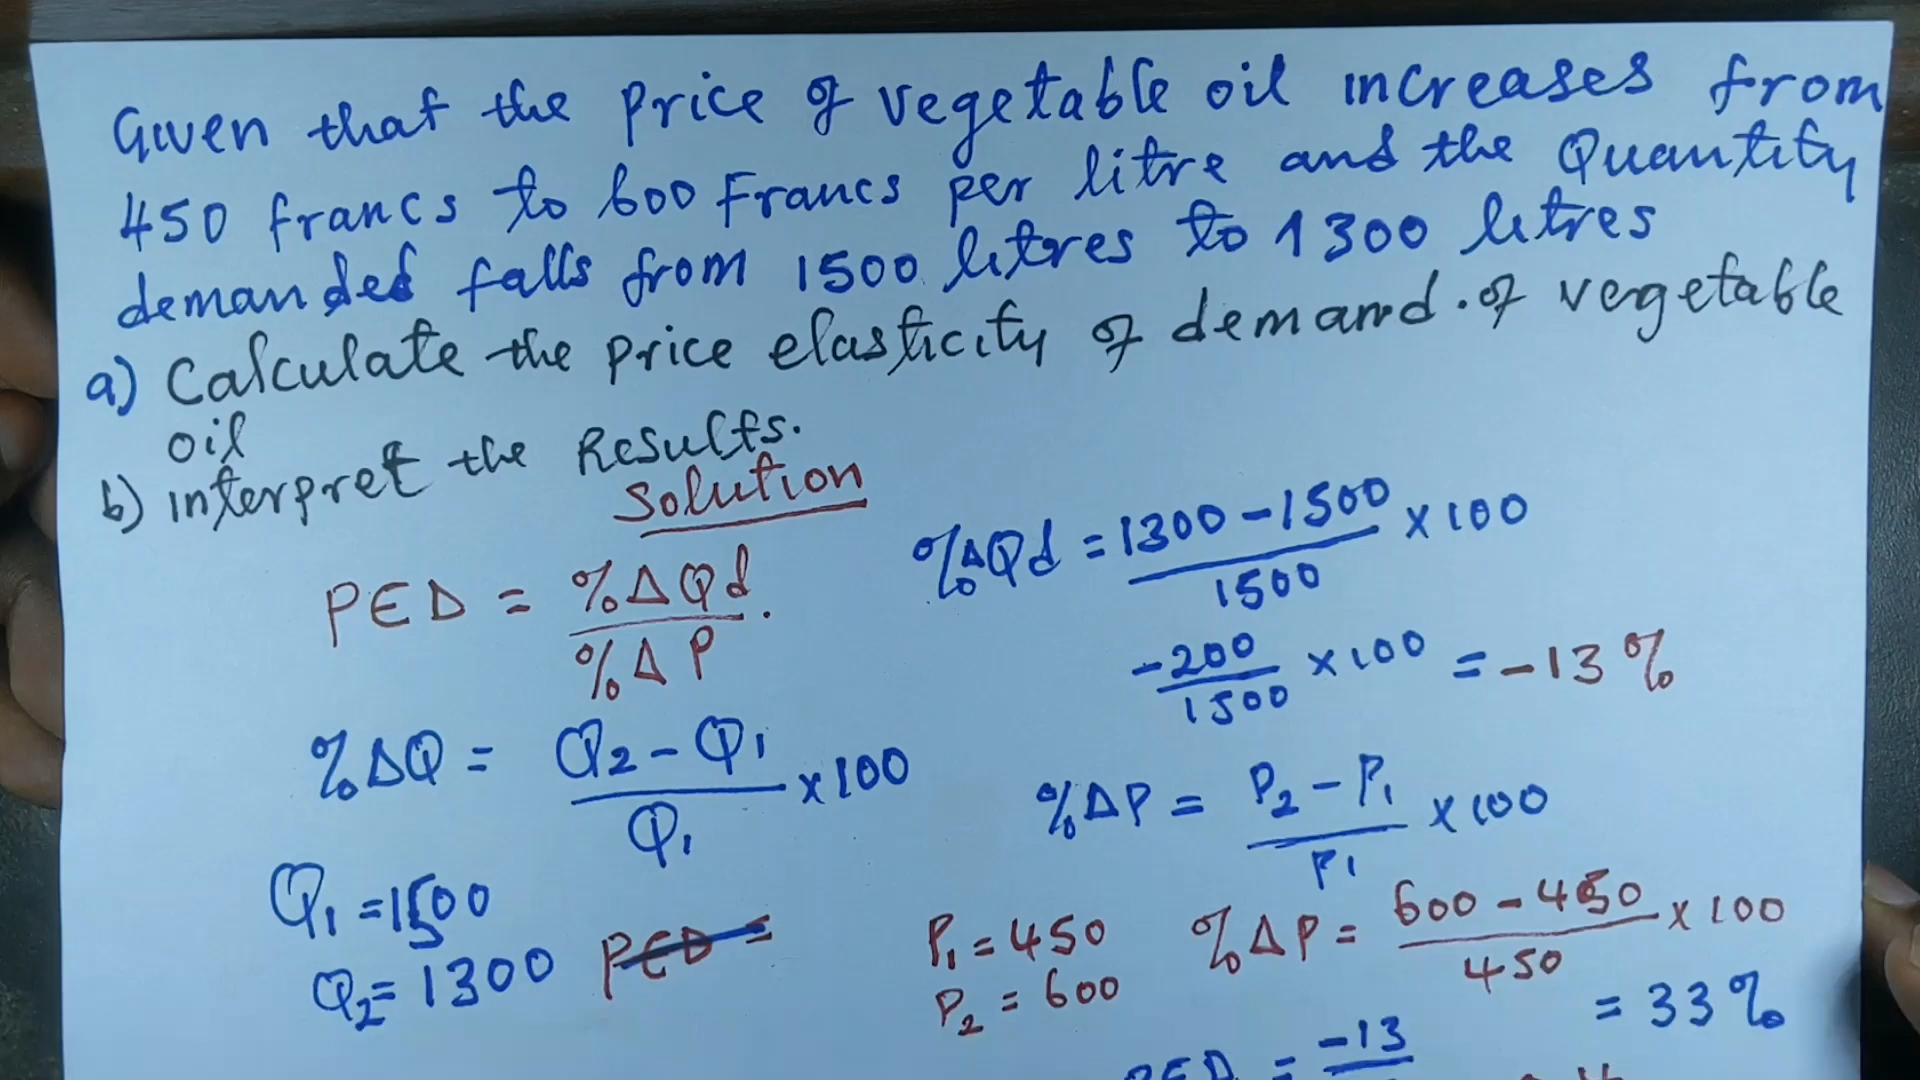 Given that the price of vegetable oil increases from
450 francs to 600 Francs per litre and the Quantity
demanded falls from 1500 litres to 1300 litres
a) Calculate the price elasticity of demand. of vegetable
oil
b) interpret the Results.
Solution
PED = %ΔQd / %ΔP.
%ΔQ = Q2 - Q1 / Q1 x 100
Q1 = 1500
Q2 = 1300 PED =
%ΔQd = 1300 - 1500 / 1500 x 100
-200 / 1500 x 100 = -13%
%ΔP = P2 - P1 / P1 x 100
P1 = 450
P2 = 600
%ΔP = 600 - 450 / 450 x 100
= 33%
PED = -13